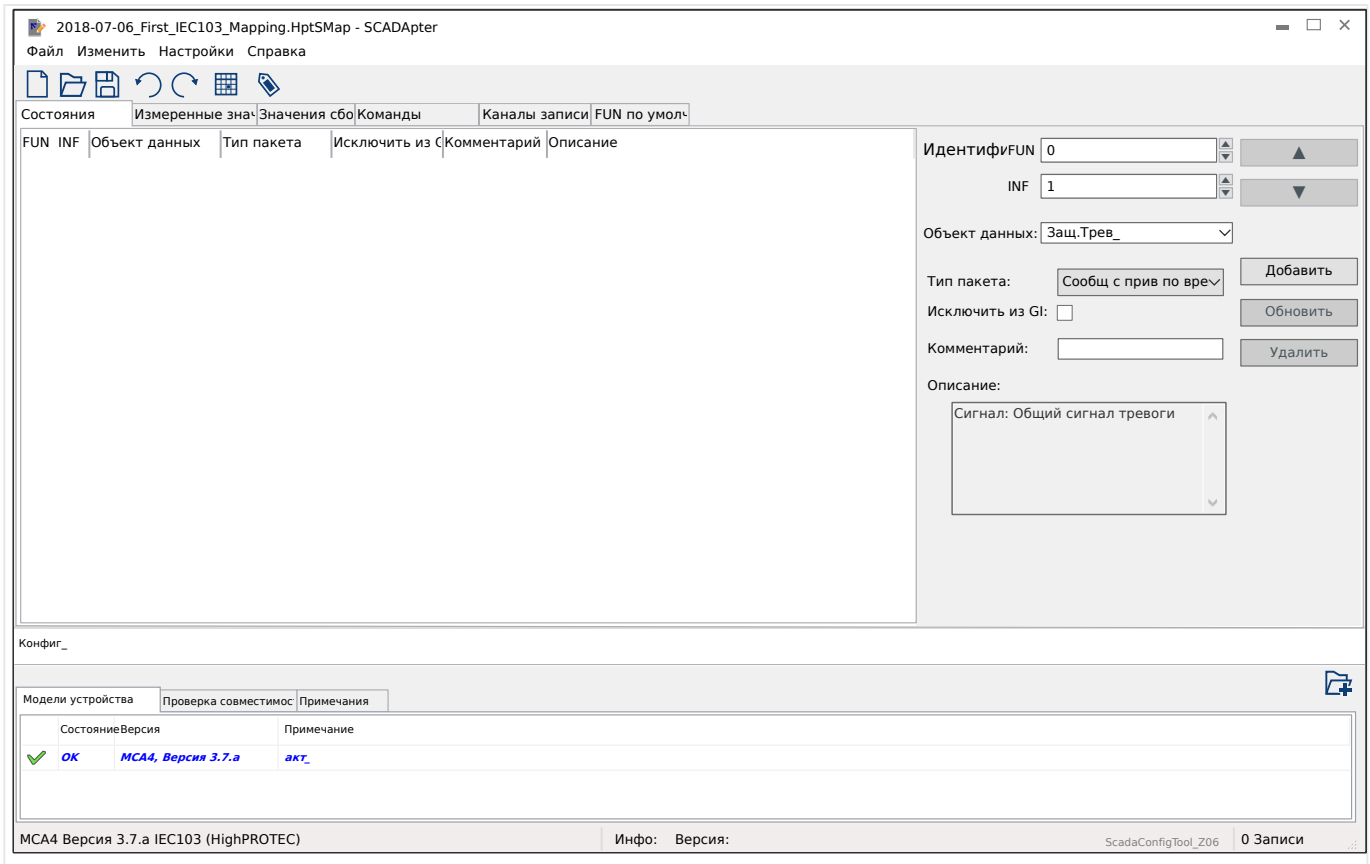 2018-07-06_First_IEC103_Mapping.HptSMap - SCADApter
Файл Изменить Настройки Справка
Состояния Измеренные знач Значения сбо Команды Каналы записи FUN по умолч
FUN INF Объект данных Тип пакета Исключить из G Комментарий Описание
Идентифи FUN 0
INF 1
Объект данных: Защ.Трев_
Добавить
Тип пакета: Сообщ с прив по вре
Исключить из GI: Обновить
Комментарий: Удалить
Описание:
Сигнал: Общий сигнал тревоги
Конфиг_
Модели устройства Проверка совместимос Примечания
Состояние Версия Примечание
OK MCA4, Версия 3.7.a акт_
MCA4 Версия 3.7.a IEC103 (HighPROTEC) Инфо: Версия: ScadaConfigTool_Z06 0 Записи